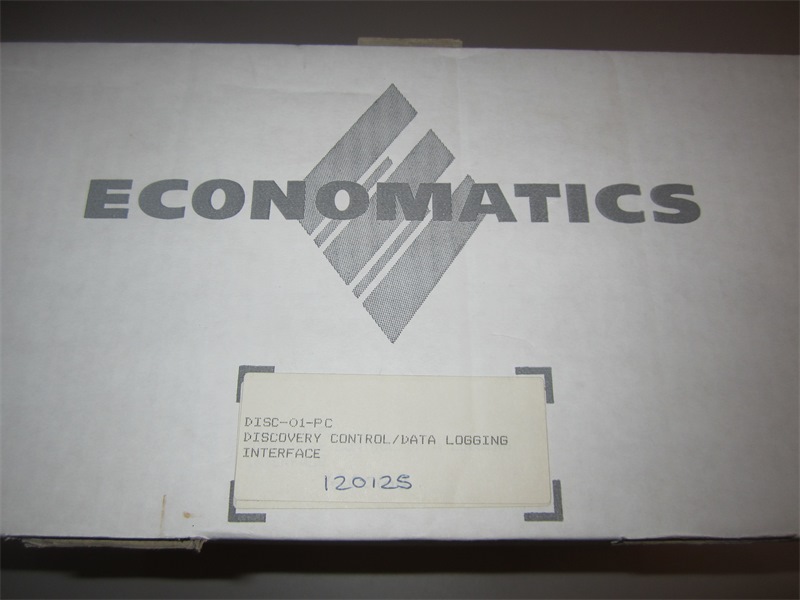 ECONOMATICS
DISC-01-PC
DISCOVERY CONTROL/DATA LOGGING
INTERFACE
120125